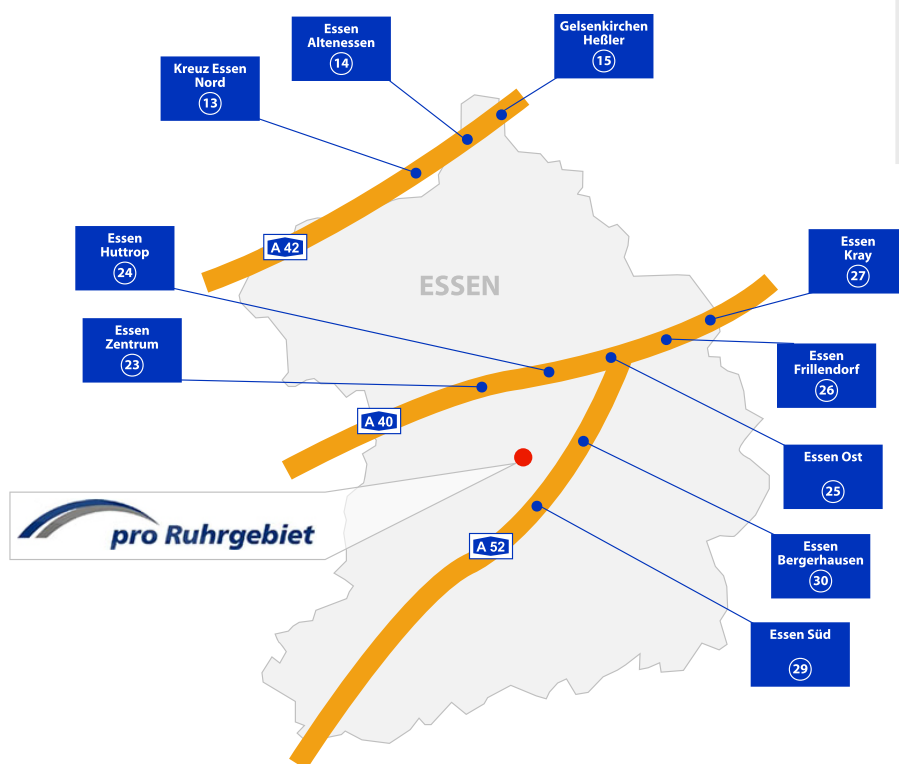 Gelsenkirchen
Heßler
15
Essen
Altenessen
14
Kreuz Essen
Nord
13
A 42
Essen
Huttrop
24
Essen
Kray
27
ESSEN
Essen
Zentrum
23
Essen
Frillendorf
26
A 40
Essen Ost
25
pro Ruhrgebiet
A 52
Essen
Bergerhausen
30
Essen Süd
29